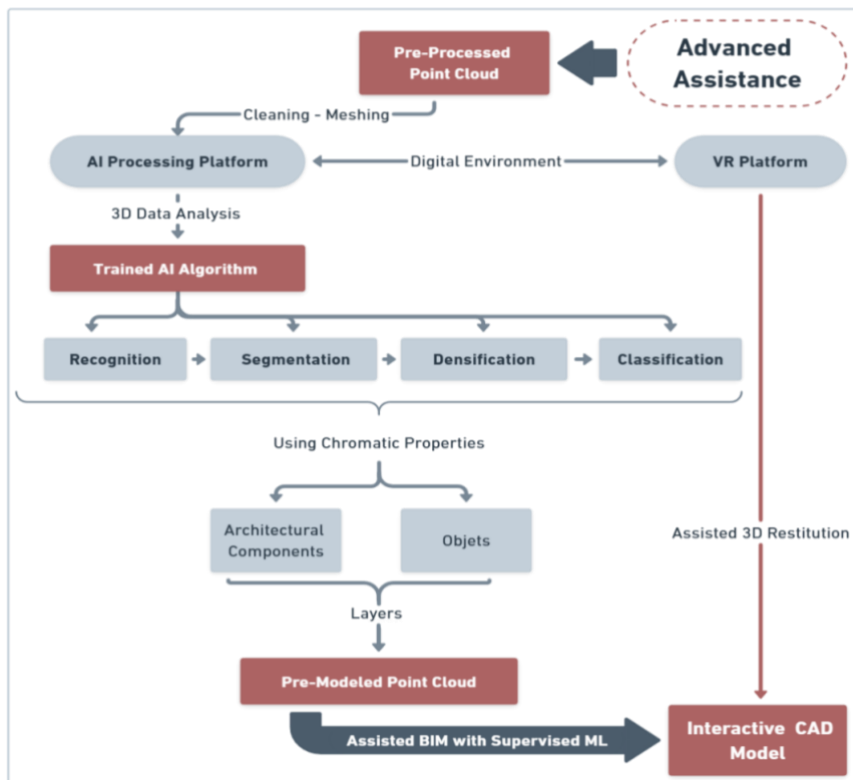 Pre-Processed
Point Cloud
Advanced
Assistance
Cleaning - Meshing
AI Processing Platform
Digital Environment
VR Platform
3D Data Analysis
Trained AI Algorithm
Recognition
Segmentation
Densification
Classification
Using Chromatic Properties
Architectural
Components
Objets
Assisted 3D Restitution
Layers
Pre-Modeled Point Cloud
Assisted BIM with Supervised ML
Interactive CAD
Model